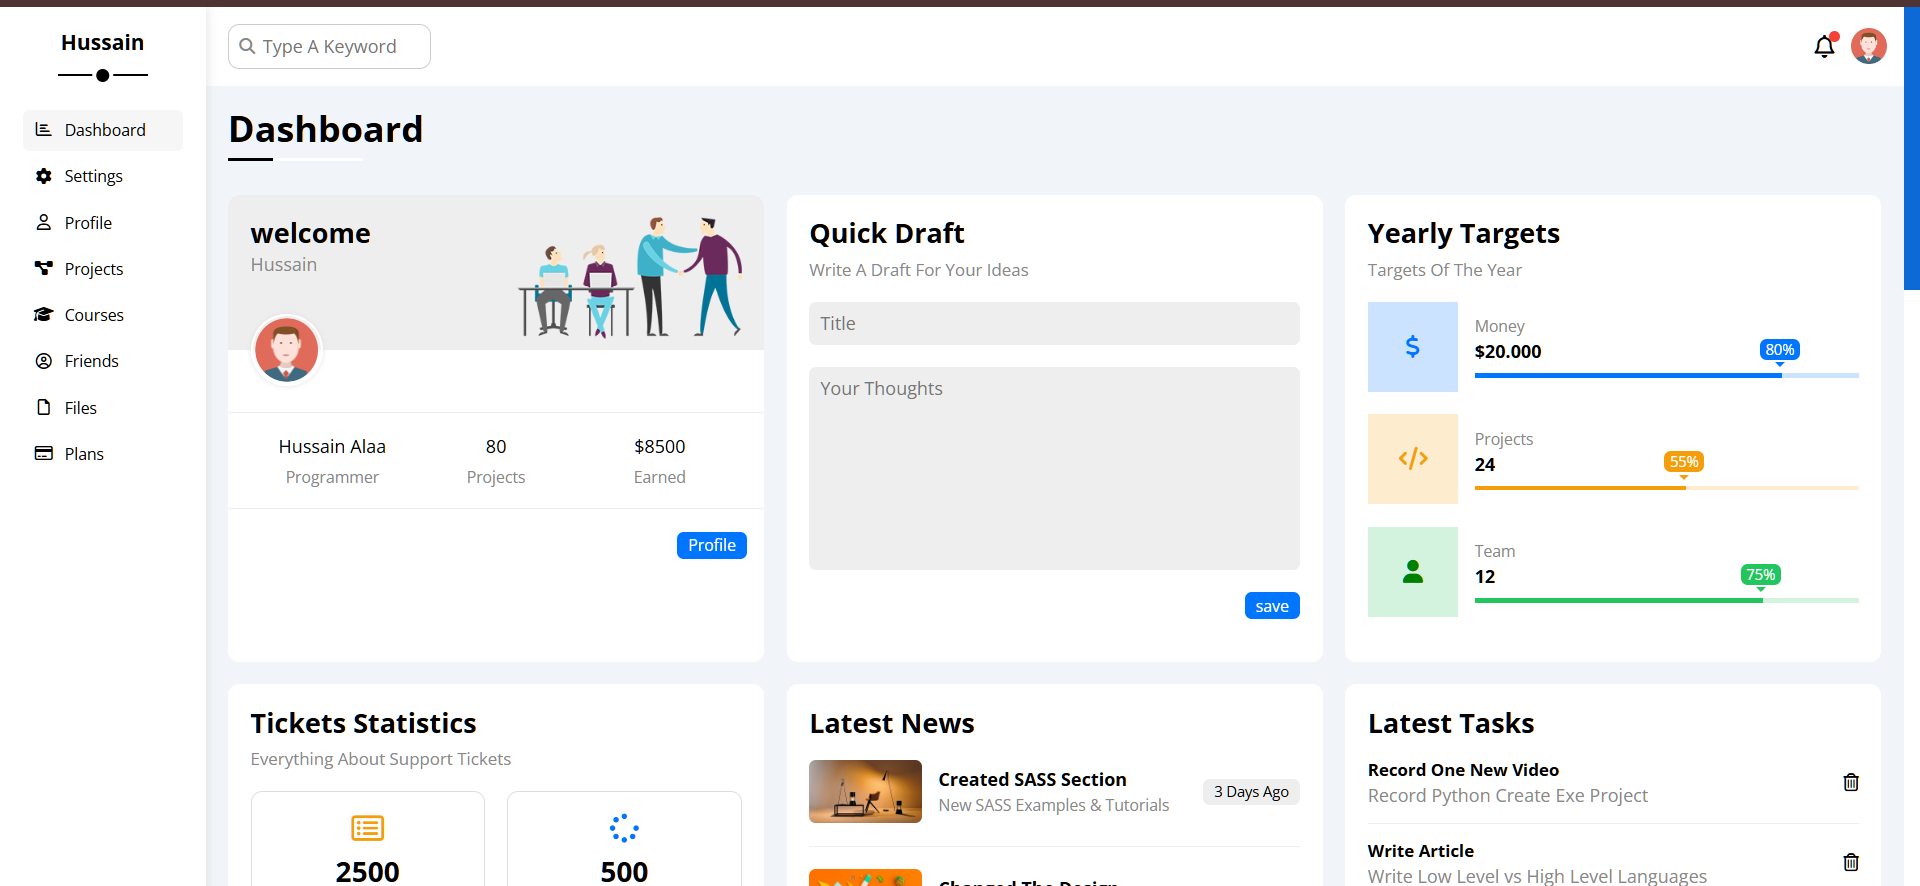 Hussain
Type A Keyword
Dashboard
Settings
Profile
Projects
Courses
Friends
Files
Plans
Dashboard
welcome
Hussain
Hussain Alaa
Programmer
80
Projects
$8500
Earned
Profile
Quick Draft
Write A Draft For Your Ideas
Title
Your Thoughts
save
Yearly Targets
Targets Of The Year
Money
$20.000
80%
Projects
24
55%
Team
12
75%
Tickets Statistics
Everything About Support Tickets
2500
500
Latest News
Created SASS Section
New SASS Examples & Tutorials
3 Days Ago
Changed The Design
Latest Tasks
Record One New Video
Record Python Create Exe Project
Write Article
Write Low Level vs High Level Languages